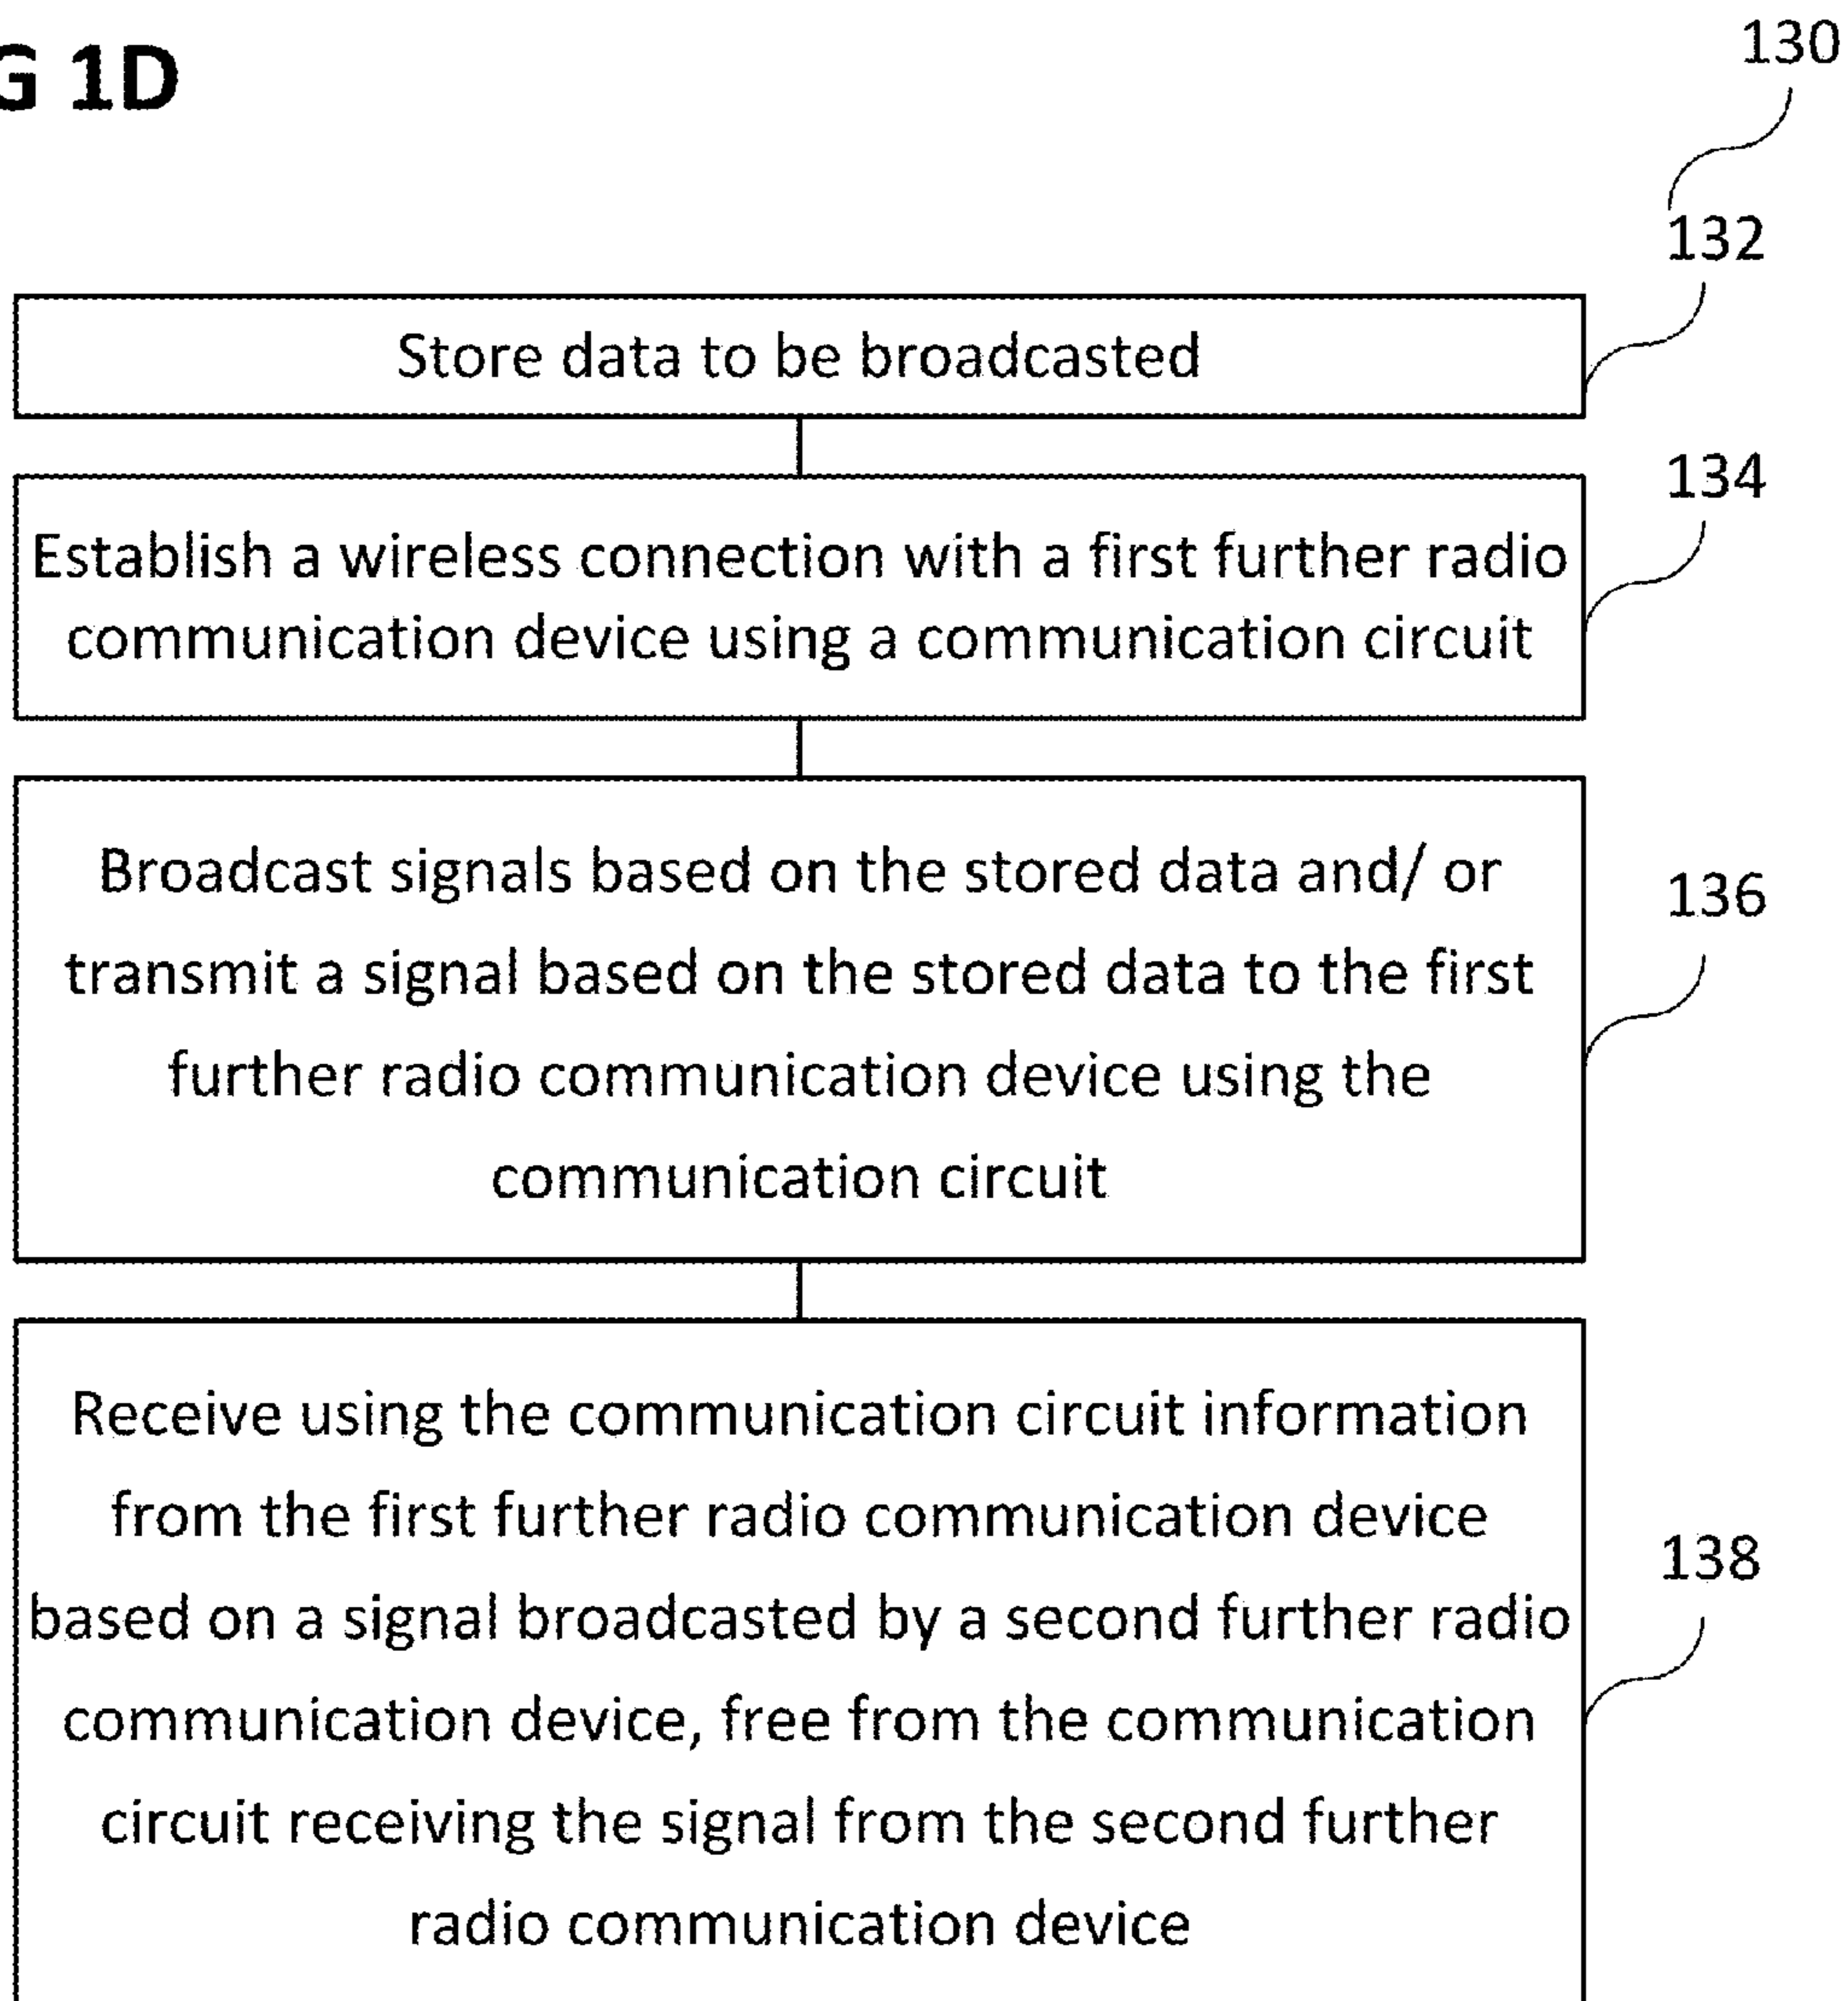 G 1D
130
132
Store data to be broadcasted
134
Establish a wireless connection with a first further radio
communication device using a communication circuit
Broadcast signals based on the stored data and/ or
136
transmit a signal based on the stored data to the first
further radio communication device using the
communication circuit
Receive using the communication circuit information
from the first further radio communication device
138
based on a signal broadcasted by a second further radio
communication device, free from the communication
circuit receiving the signal from the second further
radio communication device